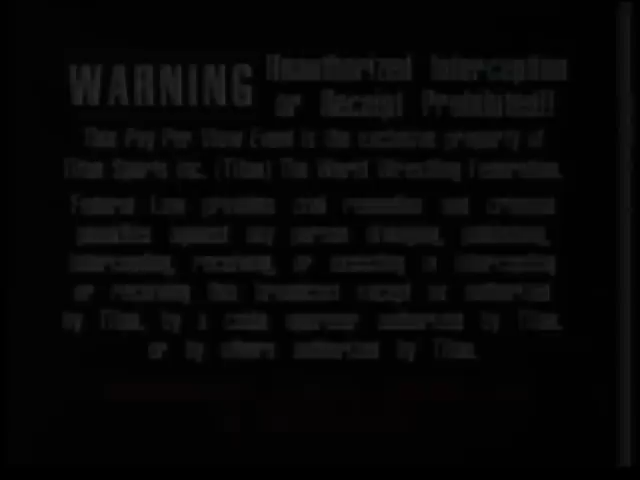 WARNING Unauthorized Interception
or Receipt Prohibited!!
This Pay Per View Event is the exclusive property of
Titan Sports Inc. (Titan) The World Wrestling Federation.
Federal Law provides civil remedies and criminal
penalties against any person
intercepting, receiving, or assisting in intercepting
or receiving this broadcast except as authorized
by Titan, by a cable operator authorized by Titan,
or by others authorized by Titan.